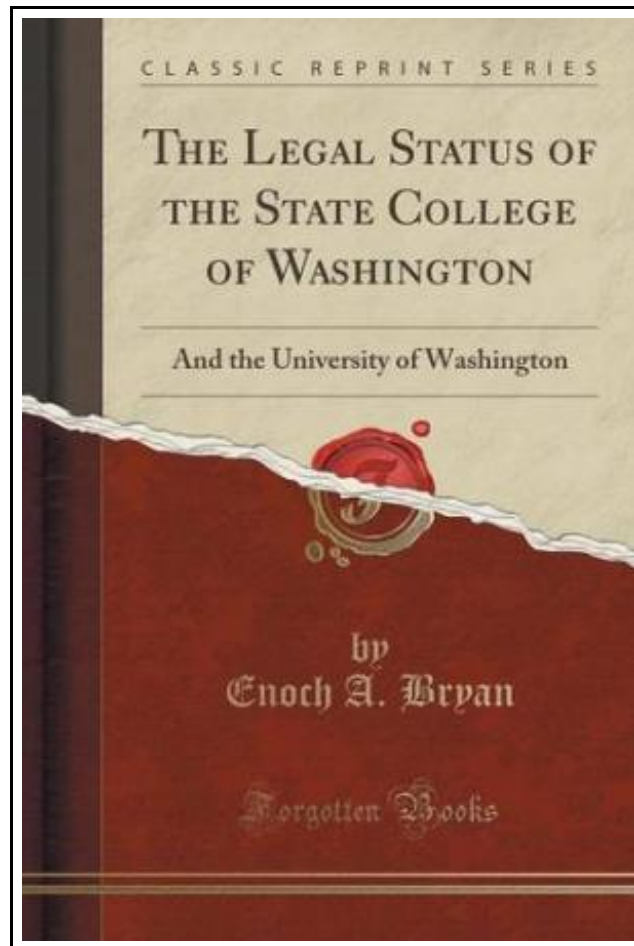 CLASSIC REPRINT SERIES
THE LEGAL STATUS OF
THE STATE COLLEGE
OF WASHINGTON
And the University of Washington
F
by
Enoch A. Bryan
Forgotten Books